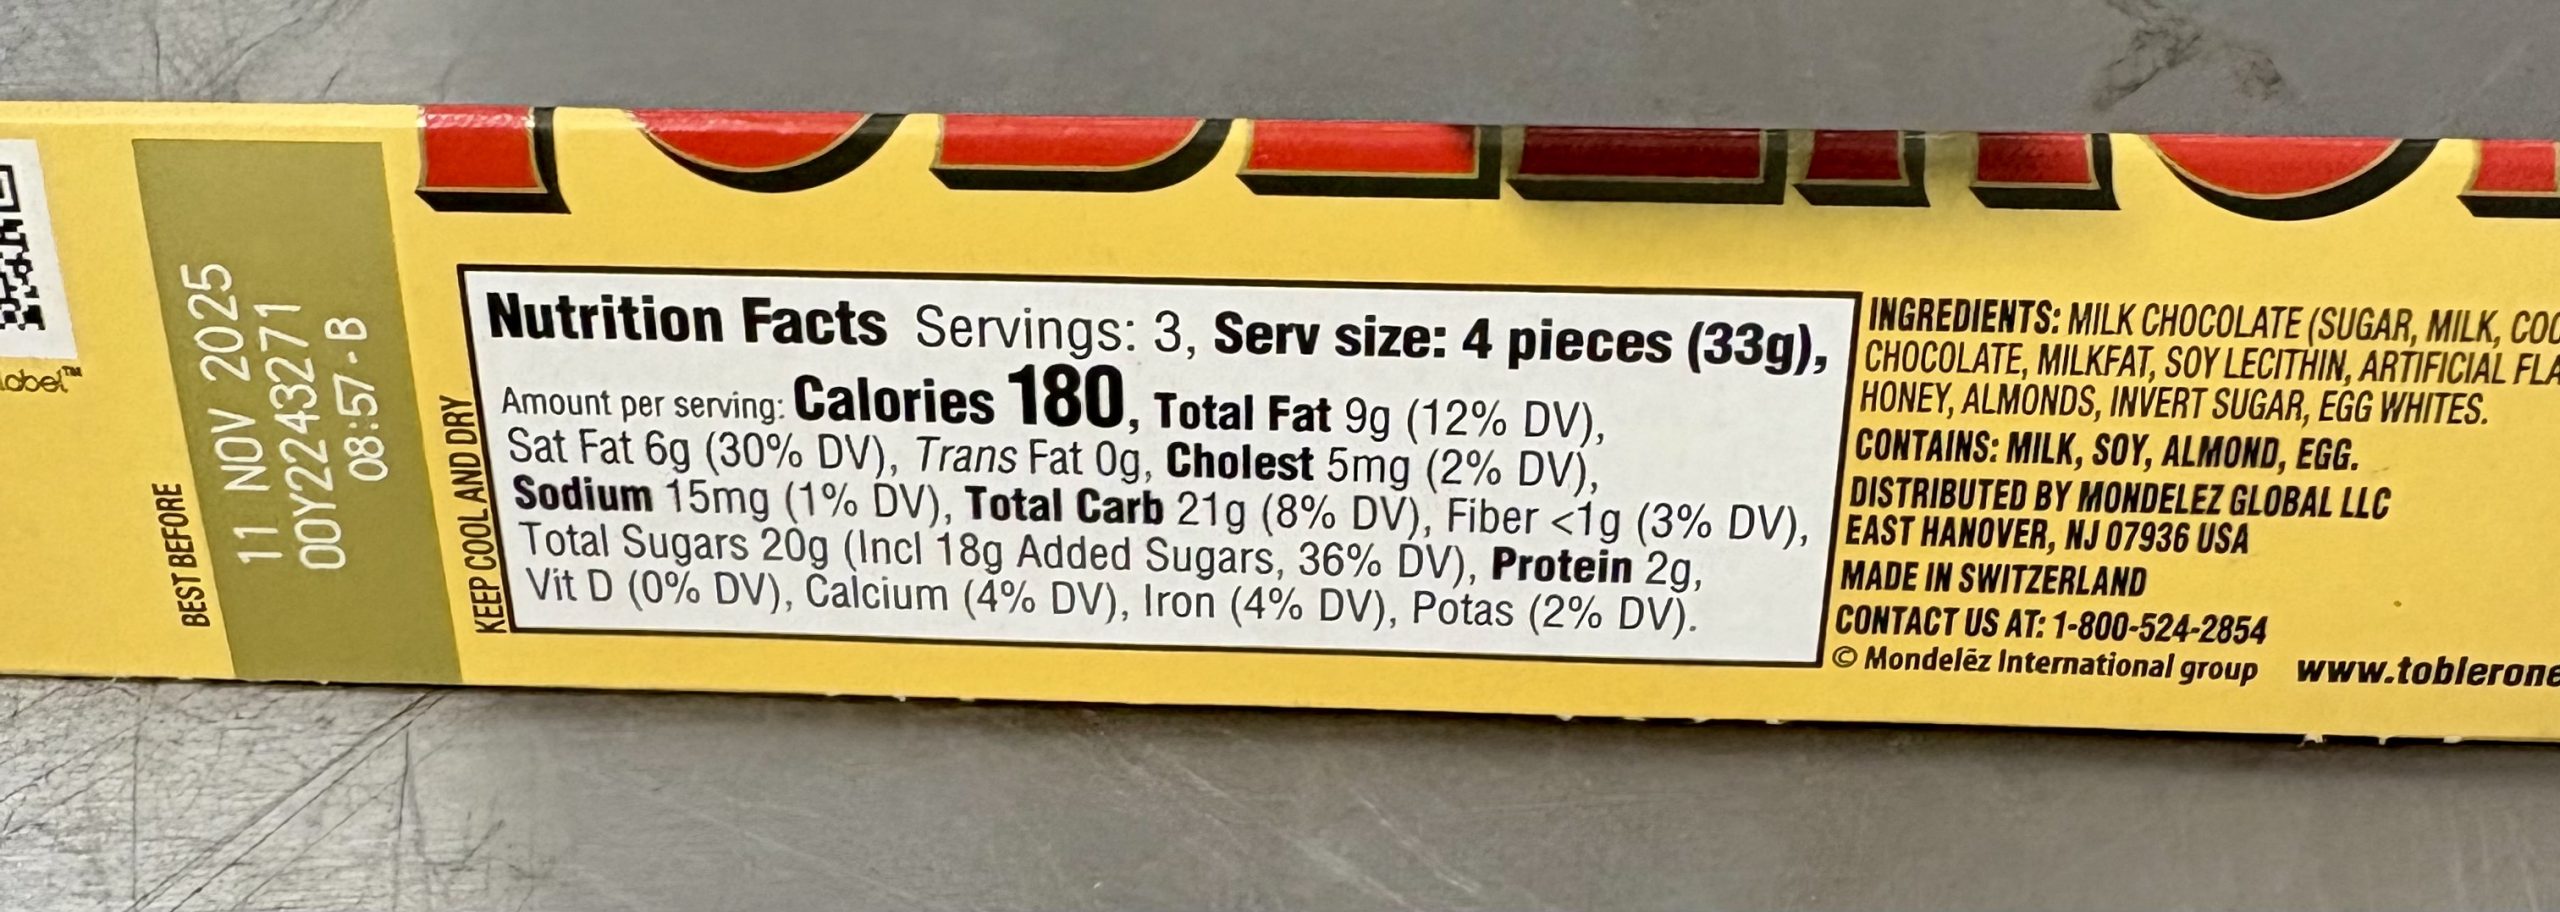 obel™
BEST BEFORE
11 NOV 2025
OOY2243271
08:57·B
KEEP COOL AND DRY
Nutrition Facts Servings: 3, Serv size: 4 pieces (33g),
Amount per serving: Calories 180, Total Fat 9g (12% DV),
Sat Fat 6g (30% DV), Trans Fat 0g, Cholest 5mg (2% DV),
Sodium 15mg (1% DV), Total Carb 21g (8% DV), Fiber <1g (3% DV),
Total Sugars 20g (Incl 18g Added Sugars, 36% DV), Protein 2g,
Vit D (0% DV), Calcium (4% DV), Iron (4% DV), Potas (2% DV).
INGREDIENTS: MILK CHOCOLATE (SUGAR, MILK, COC
CHOCOLATE, MILKFAT, SOY LECITHIN, ARTIFICIAL FLA
HONEY, ALMONDS, INVERT SUGAR, EGG WHITES.
CONTAINS: MILK, SOY, ALMOND, EGG.
DISTRIBUTED BY MONDELEZ GLOBAL LLC
EAST HANOVER, NJ 07936 USA
MADE IN SWITZERLAND
CONTACT US AT: 1-800-524-2854
© Mondelēz International group www.toblerone